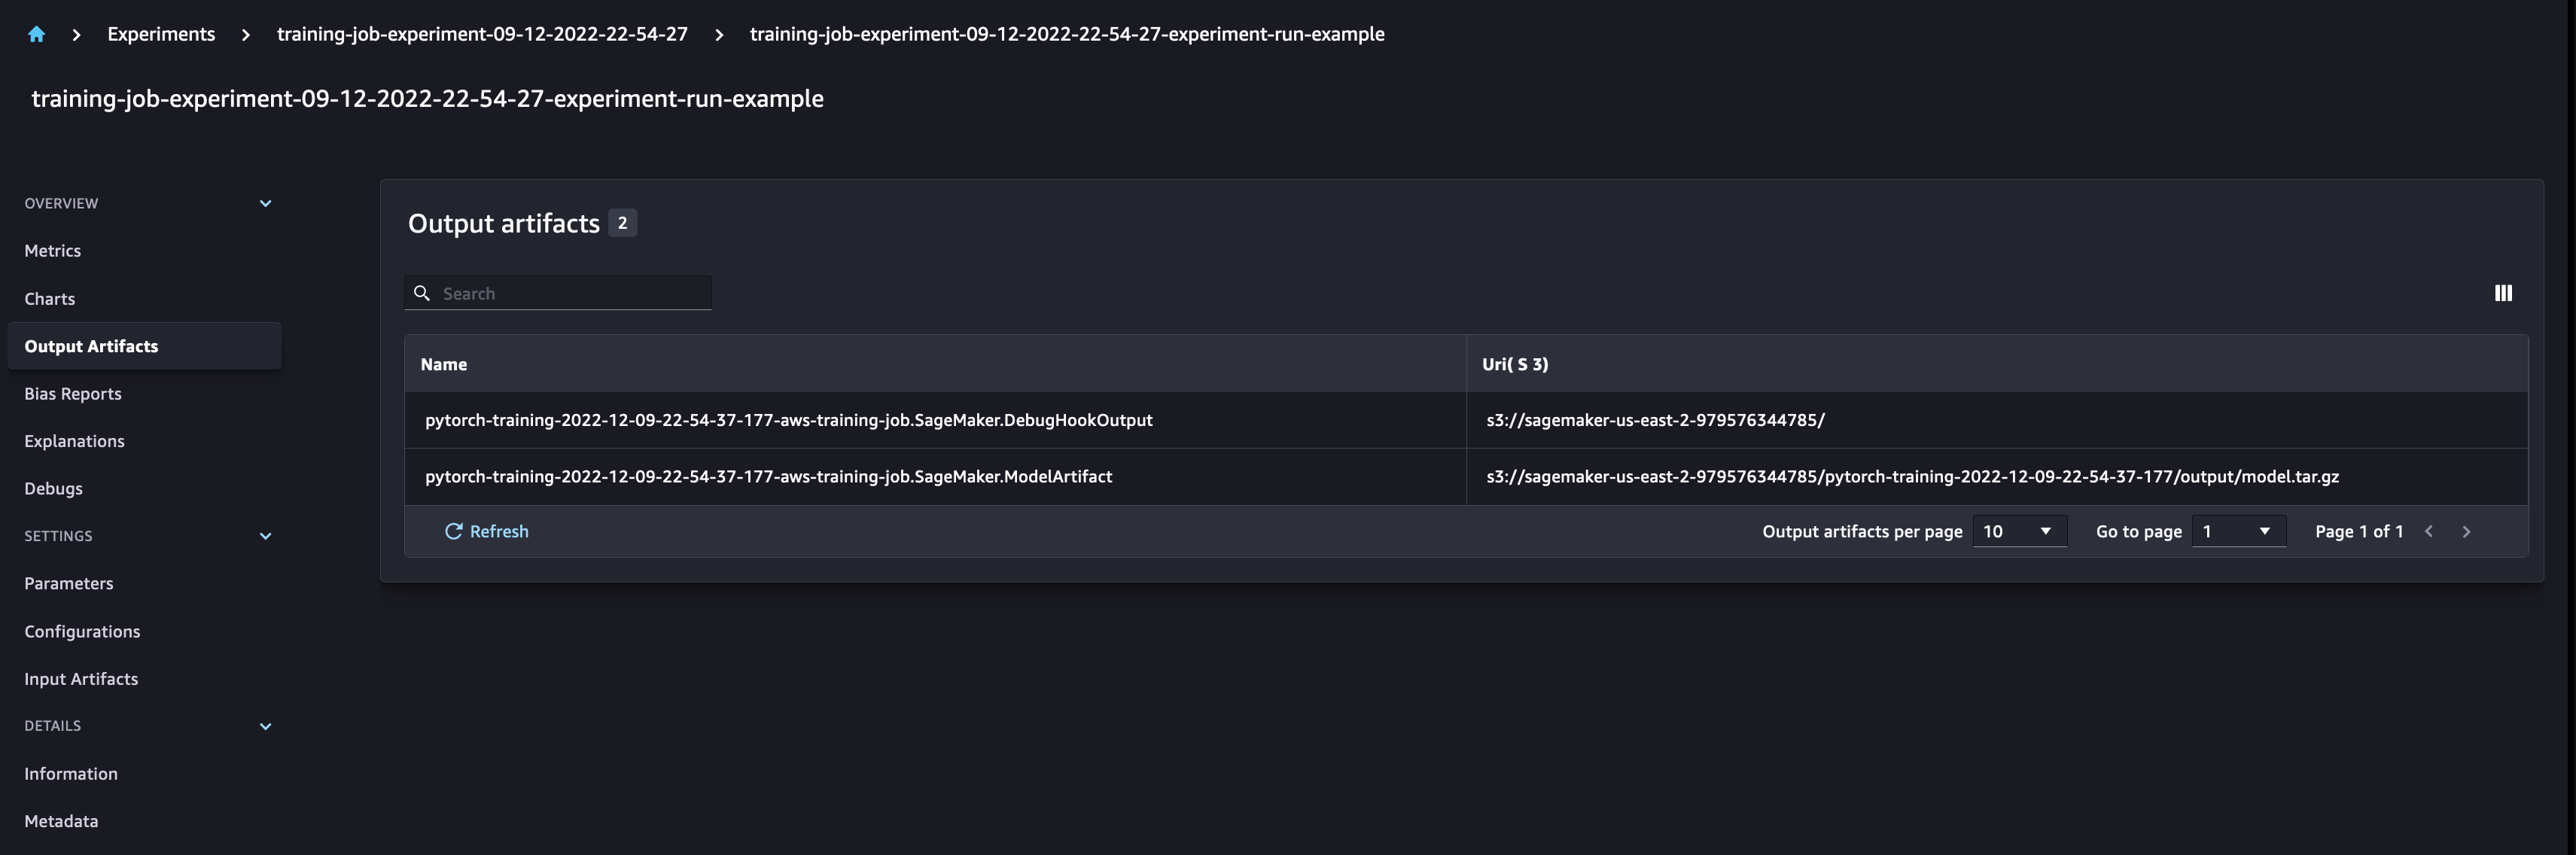 Experiments > training-job-experiment-09-12-2022-22-54-27 > training-job-experiment-09-12-2022-22-54-27-experiment-run-example
training-job-experiment-09-12-2022-22-54-27-experiment-run-example
OVERVIEW
Metrics
Charts
Output Artifacts
Bias Reports
Explanations
Debugs
SETTINGS
Parameters
Configurations
Input Artifacts
DETAILS
Information
Metadata
Output artifacts 2
Search
Name Uri( S 3)
pytorch-training-2022-12-09-22-54-37-177-aws-training-job.SageMaker.DebugHookOutput s3://sagemaker-us-east-2-979576344785/
pytorch-training-2022-12-09-22-54-37-177-aws-training-job.SageMaker.ModelArtifact s3://sagemaker-us-east-2-979576344785/pytorch-training-2022-12-09-22-54-37-177/output/model.tar.gz
Refresh Output artifacts per page 10 Go to page 1 Page 1 of 1